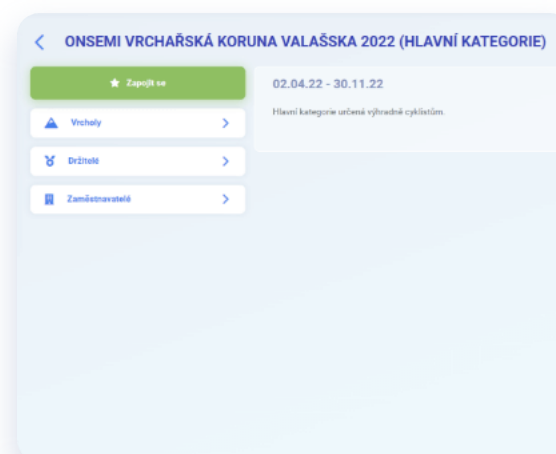 ONSEMI VRCHAŘSKÁ KORUNA VALAŠSKA 2022 (HLAVNÍ KATEGORIE)
Zapojit se
Vrcholy
Držitelé
Zaměstnavatelé
02.04.22 - 30.11.22
Hlavní kategorie určená výhradně cyklistům.